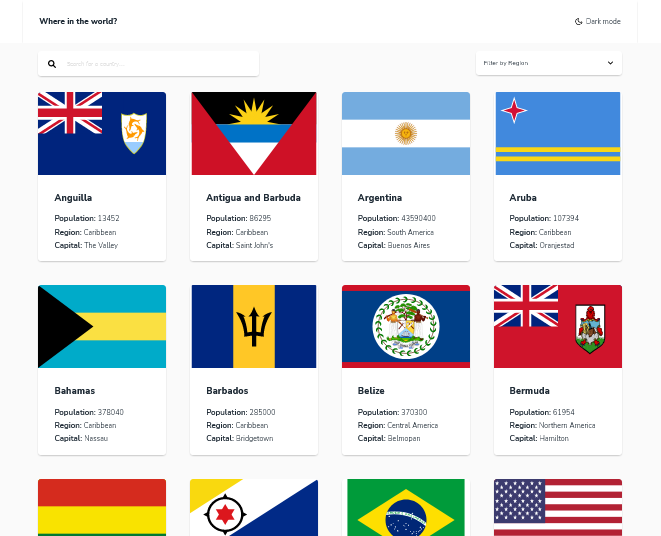 Where in the world?
Dark mode
Search for a country...
Filter by Region
Anguilla
Population: 13452
Region: Caribbean
Capital: The Valley
Antigua and Barbuda
Population: 86295
Region: Caribbean
Capital: Saint John's
Argentina
Population: 43590400
Region: South America
Capital: Buenos Aires
Aruba
Population: 107394
Region: Caribbean
Capital: Oranjestad
Bahamas
Population: 378040
Region: Caribbean
Capital: Nassau
Barbados
Population: 285000
Region: Caribbean
Capital: Bridgetown
Belize
Population: 370300
Region: Central America
Capital: Belmopan
Bermuda
Population: 61954
Region: Northern America
Capital: Hamilton